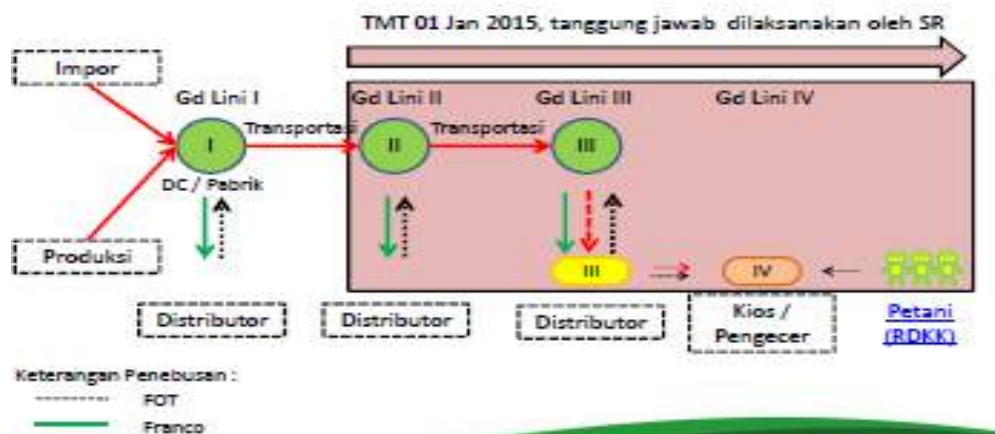 TMT 01 Jan 2015, tanggung jawab dilaksanakan oleh SR
Impor
Gd Lini I
Gd Lini II
Gd Lini III
Gd Lini IV
Transportasi
Transportasi
I
II
III
DC / Pabrik
Produksi
III
IV
Distributor
Distributor
Distributor
Kios /
Pengecer
Petani
(RDKK)
Keterangan Penebusan :
FOT
Franco